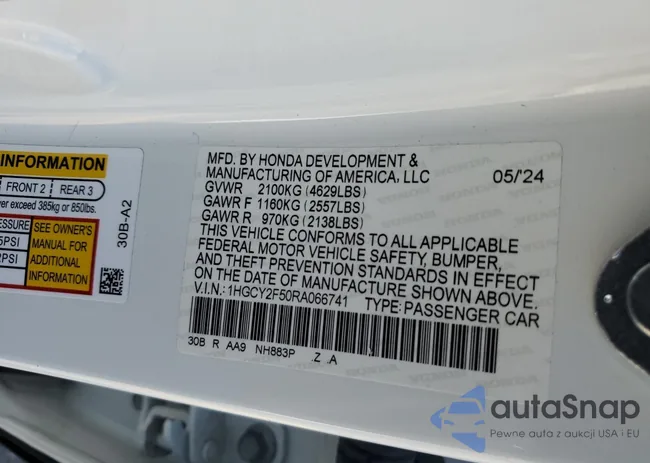 INFORMATION
FRONT 2 REAR 3
exceed 385kg or 850lbs.
SEE OWNER'S
MANUAL FOR
ADDITIONAL
INFORMATION
30B-A2
MFD. BY HONDA DEVELOPMENT &
MANUFACTURING OF AMERICA, LLC 05/'24
GVWR 2100KG (4629LBS)
GAWR F 1160KG (2557LBS)
GAWR R 970KG (2138LBS)
THIS VEHICLE CONFORMS TO ALL APPLICABLE
FEDERAL MOTOR VEHICLE SAFETY, BUMPER,
AND THEFT PREVENTION STANDARDS IN EFFECT
ON THE DATE OF MANUFACTURE SHOWN ABOVE.
V.I.N.: 1HGCY2F50RA066741 TYPE: PASSENGER CAR
30B R AA9 NH883P Z A
autaSnap
Pewne auta z aukcji USA i EU